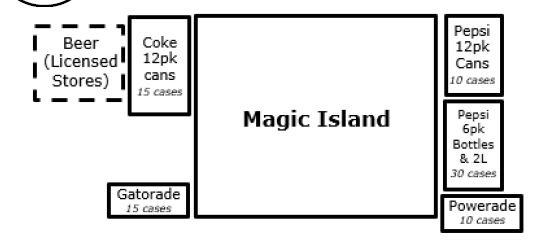 Beer
(Licensed
Stores)
Coke
12pk
cans
15 cases
Gatorade
15 cases
Magic Island
Pepsi
12pk
Cans
10 cases
Pepsi
6pk
Bottles
& 2L
30 cases
Powerade
10 cases